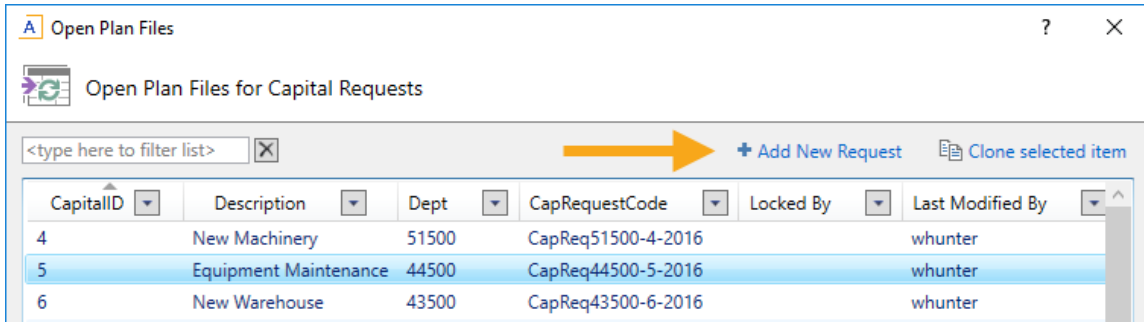 A Open Plan Files ?
Open Plan Files for Capital Requests
<type here to filter list> Add New Request Clone selected item
CapitalID Description Dept CapRequestCode Locked By Last Modified By
4 New Machinery 51500 CapReq51500-4-2016 whunter
5 Equipment Maintenance 44500 CapReq44500-5-2016 whunter
6 New Warehouse 43500 CapReq43500-6-2016 whunter